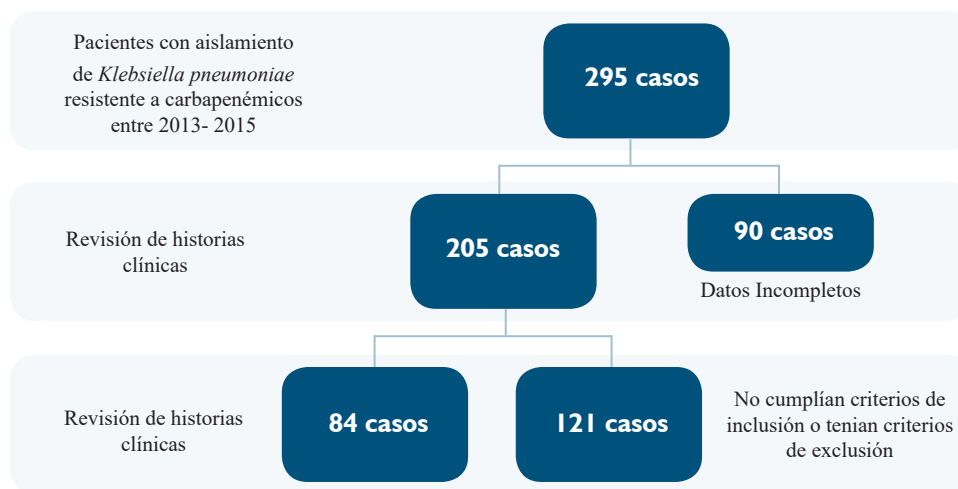 Pacientes con aislamiento
de Klebsiella pneumoniae
resistente a carbapenémicos
entre 2013- 2015
295 casos
Revisión de historias
clínicas
205 casos
90 casos
Datos Incompletos
Revisión de historias
clínicas
84 casos
121 casos
No cumplían criterios de
inclusión o tenian criterios
de exclusión